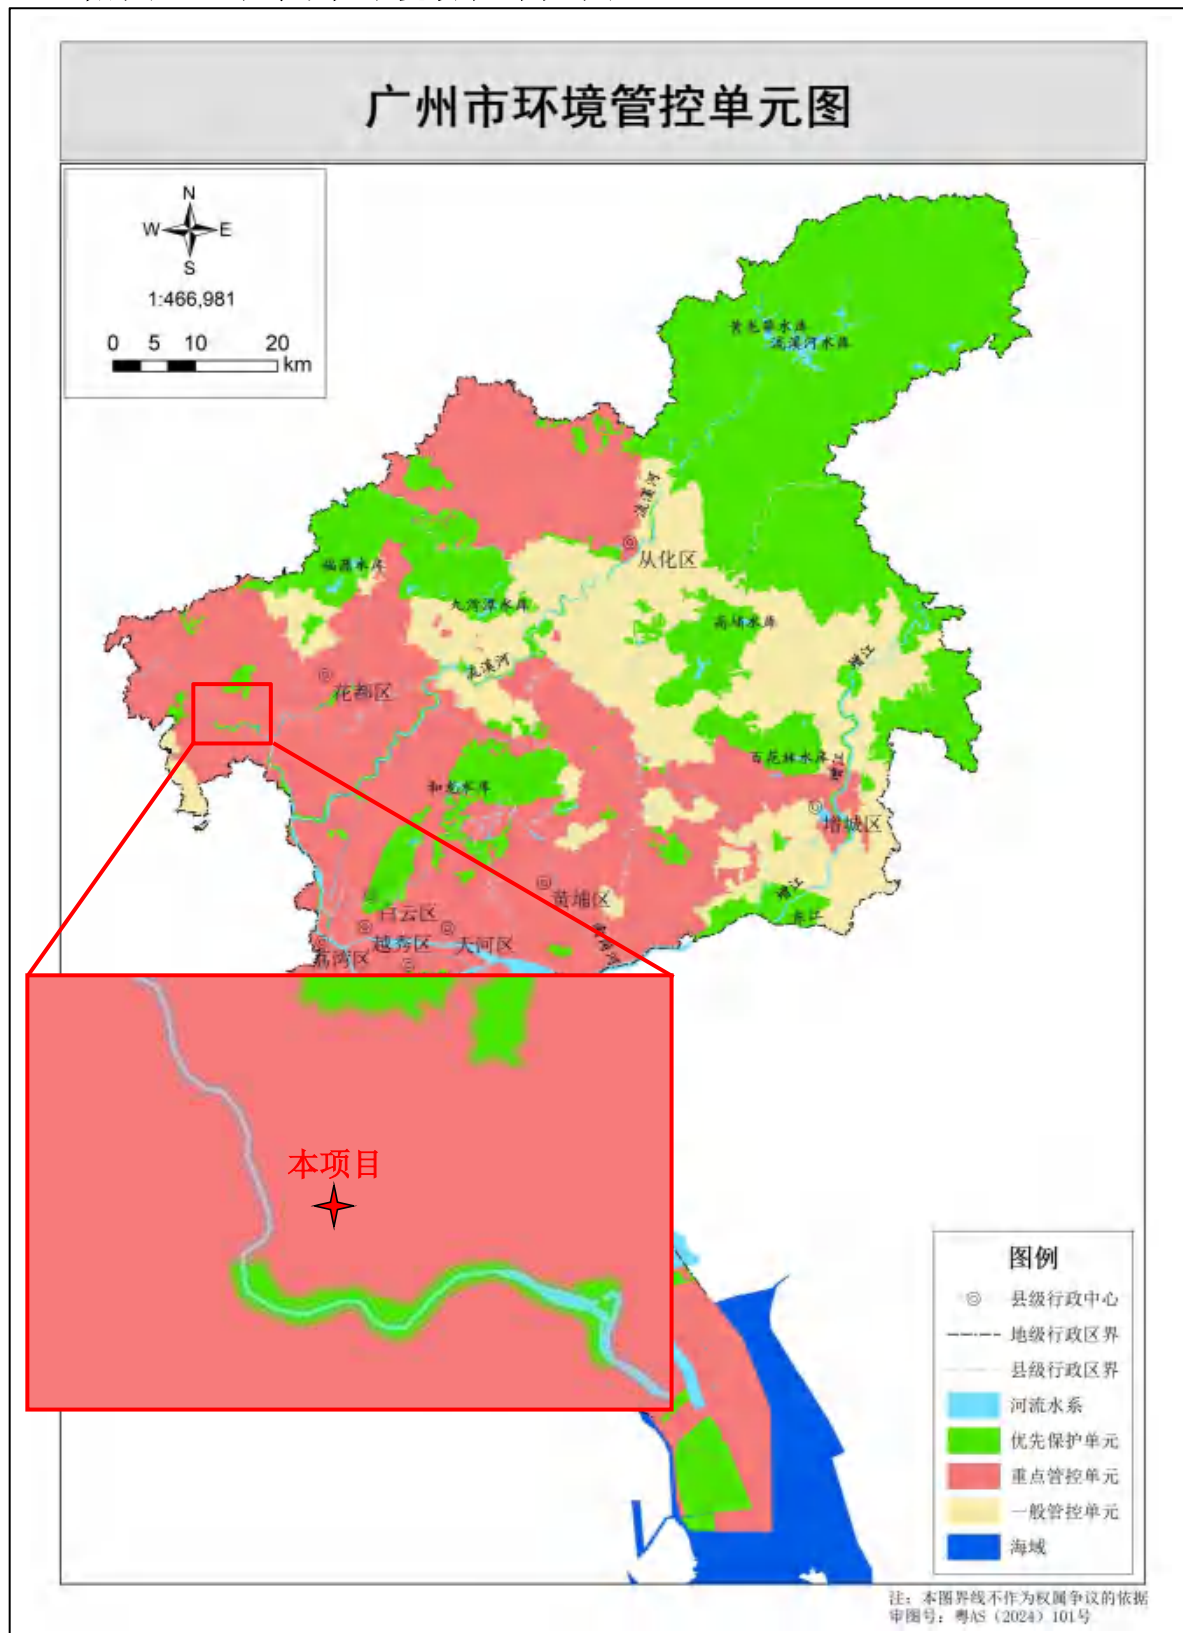 广州市环境管控单元图
N
W E
S
1:466,981
0 5 10 20
km
黄龙带水库
流溪河水库
流溪河
从化区
福源水库
九湾潭水库
高埔水库
增江
流溪河
花都区
百花林水库
增江
和龙水库
增城区
黄埔区
增江
东江
白云区
越秀区
天河区
荔湾区
本项目
图例
县级行政中心
地级行政区界
县级行政区界
河流水系
优先保护单元
重点管控单元
一般管控单元
海域
注：本图界线不作为权属争议的依据
审图号：粤AS（2024）101号